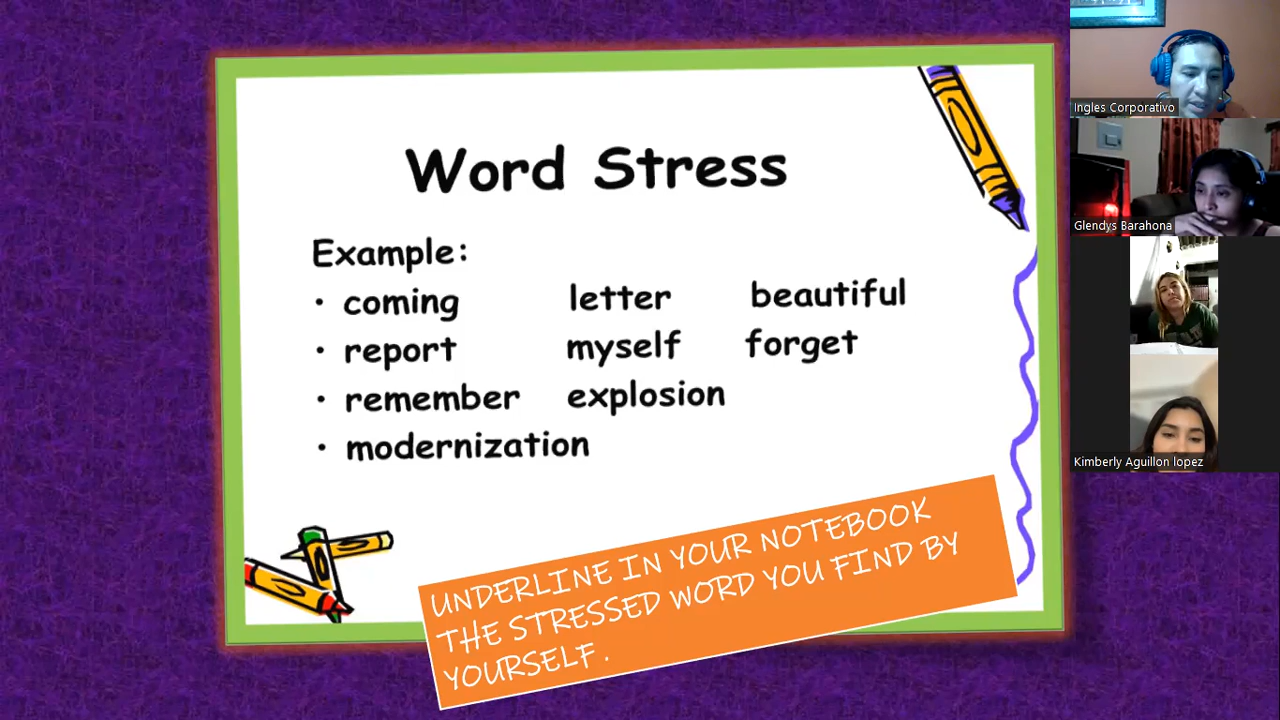 Word Stress
Example:
• coming letter beautiful
• report myself forget
• remember explosion
• modernization
UNDERLINE IN YOUR NOTEBOOK
THE STRESSED WORD YOU FIND BY
YOURSELF.
Ingles Corporativo
Glendys Barahona
Kimberly Aguillon lopez